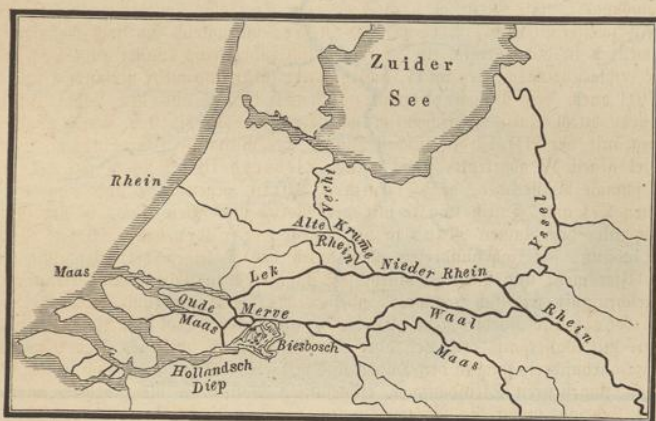 Zuider
See
Rhein
Vecht
Alte
Krume
Rhein
Yssel
Maas
Lek
Nieder Rhein
Oude
Maas
Merve
Waal
Rhein
Biesbosch
Maas
Hollandsch
Diep